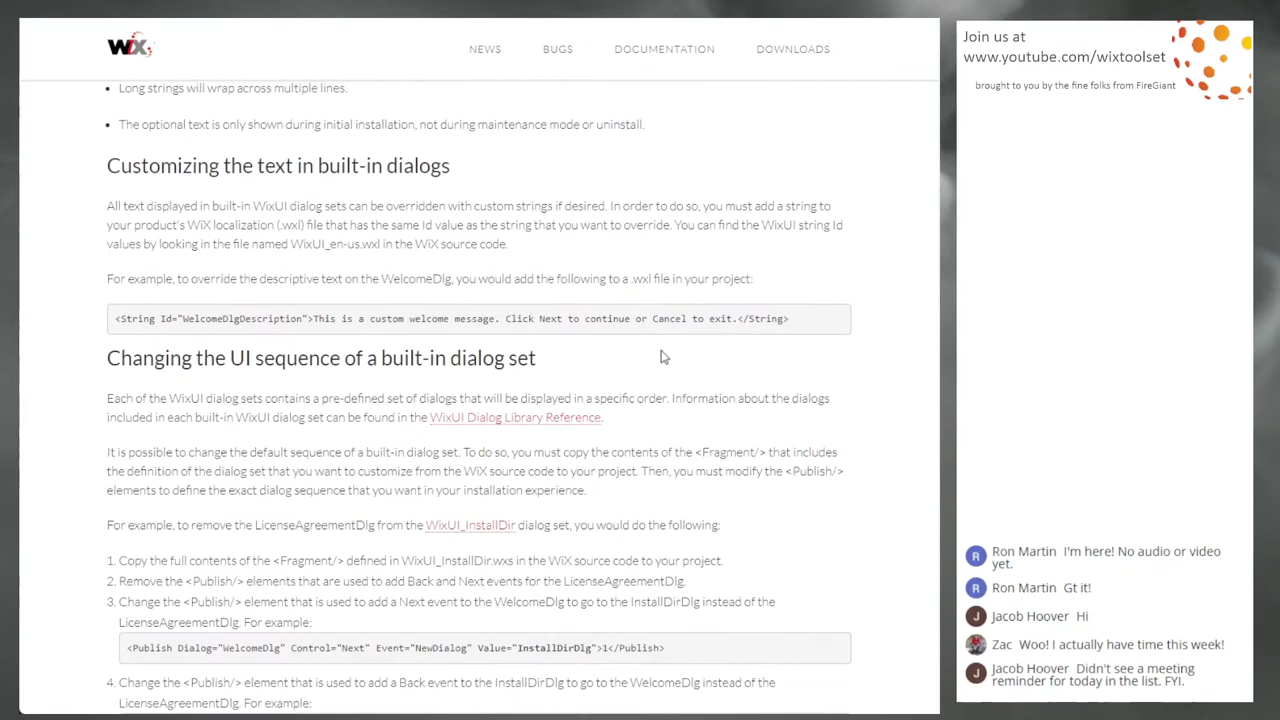 WiX
NEWS
BUGS
DOCUMENTATION
DOWNLOADS
• Long strings will wrap across multiple lines.
• The optional text is only shown during initial installation, not during maintenance mode or uninstall.
Customizing the text in built-in dialogs
All text displayed in built-in WixUI dialog sets can be overridden with custom strings if desired. In order to do so, you must add a string to
your product's WiX localization (.wxl) file that has the same Id value as the string that you want to override. You can find the WixUI string Id
values by looking in the file named WixUI_en-us.wxl in the WiX source code.
For example, to override the descriptive text on the WelcomeDlg, you would add the following to a .wxl file in your project:
<String Id="WelcomeDlgDescription">This is a custom welcome message. Click Next to continue or Cancel to exit.</String>
Changing the UI sequence of a built-in dialog set
Each of the WixUI dialog sets contains a pre-defined set of dialogs that will be displayed in a specific order. Information about the dialogs
included in each built-in WixUI dialog set can be found in the WixUI Dialog Library Reference.
It is possible to change the default sequence of a built-in dialog set. To do so, you must copy the contents of the <Fragment/> that includes
the definition of the dialog set that you want to customize from the WiX source code to your project. Then, you must modify the <Publish/>
elements to define the exact dialog sequence that you want in your installation experience.
For example, to remove the LicenseAgreementDlg from the WixUI_InstallDir dialog set, you would do the following:
1. Copy the full contents of the <Fragment/> defined in WixUI_InstallDir.wxs in the WiX source code to your project.
2. Remove the <Publish/> elements that are used to add Back and Next events for the LicenseAgreementDlg.
3. Change the <Publish/> element that is used to add a Next event to the WelcomeDlg to go to the InstallDirDlg instead of the
LicenseAgreementDlg. For example:
<Publish Dialog="WelcomeDlg" Control="Next" Event="NewDialog" Value="InstallDirDlg">1</Publish>
4. Change the <Publish/> element that is used to add a Back event to the InstallDirDlg to go to the WelcomeDlg instead of the
LicenseAgreementDlg. For example:
Join us at
www.youtube.com/wixtoolset
brought to you by the fine folks from FireGiant
R Ron Martin I'm here! No audio or video
yet.
R Ron Martin Gt it!
J Jacob Hoover Hi
Zac Woo! I actually have time this week!
J Jacob Hoover Didn't see a meeting
reminder for today in the list. FYI.